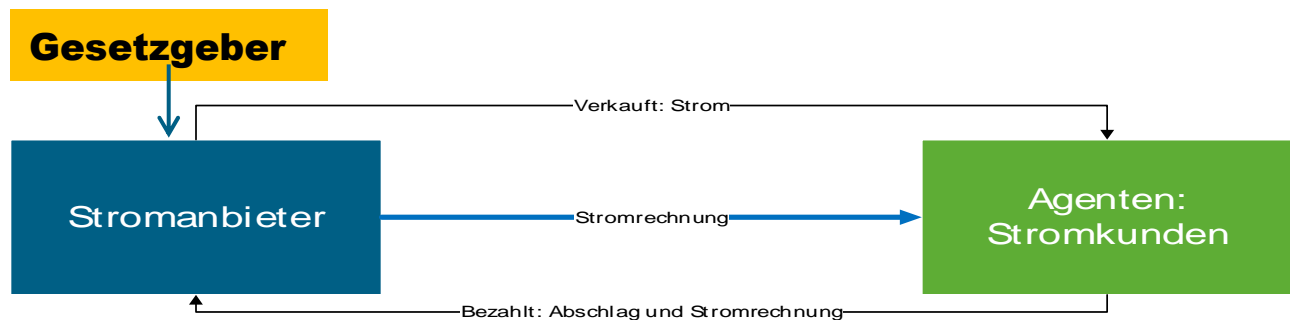 Gesetzgeber
Verkauft: Strom
Stromanbieter
Stromrechnung
Agenten:
Stromkunden
Bezahlt: Abschlag und Stromrechnung